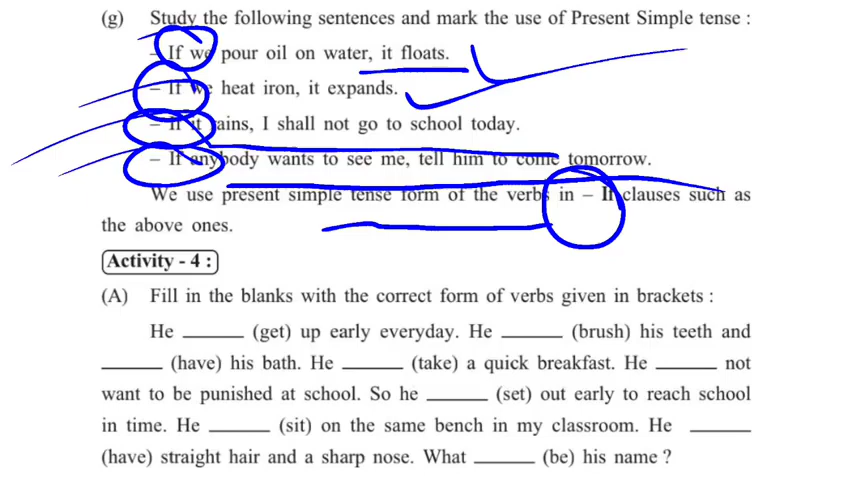 (g) Study the following sentences and mark the use of Present Simple tense :
– If we pour oil on water, it floats.
– If we heat iron, it expands.
– If it rains, I shall not go to school today.
– If anybody wants to see me, tell him to come tomorrow.
We use present simple tense form of the verbs in – If clauses such as
the above ones.
Activity - 4 :
(A) Fill in the blanks with the correct form of verbs given in brackets :
He ______ (get) up early everyday. He ______ (brush) his teeth and
______ (have) his bath. He ______ (take) a quick breakfast. He ______ not
want to be punished at school. So he ______ (set) out early to reach school
in time. He ______ (sit) on the same bench in my classroom. He ______
(have) straight hair and a sharp nose. What ______ (be) his name ?